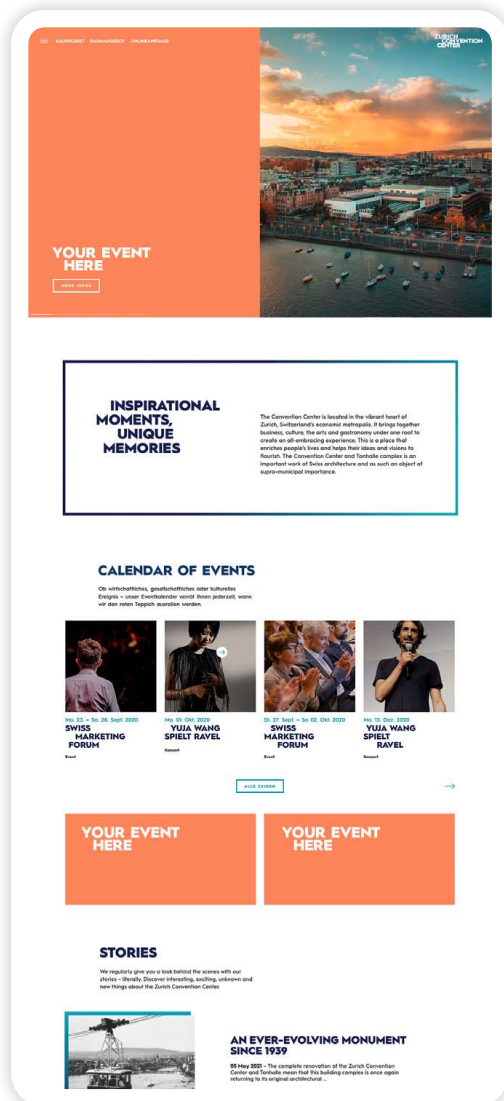 BAUPROJEKT RAUMANGEBOT ONLINEANFRAGE
ZURICH
CONVENTION
CENTER
YOUR EVENT
HERE
MEHR INFOS
INSPIRATIONAL
MOMENTS,
UNIQUE
MEMORIES
The Convention Center is located in the vibrant heart of
Zurich, Switzerland's economic metropolis. It brings together
business, culture, the arts and gastronomy under one roof to
create an all-embracing experience. This is a place that
enriches people's lives and helps their ideas and visions to
flourish. The Convention Center and Tonhalle complex is an
important work of Swiss architecture and as such an object of
supra-municipal importance.
CALENDAR OF EVENTS
Ob wirtschaftliches, gesellschaftliches oder kulturelles
Ereignis – unser Eventkalender verrät Ihnen jederzeit, wann
wir den roten Teppich ausrollen werden.
Mo. 23. – Sa. 26. Sept. 2020
SWISS
MARKETING
FORUM
Event
Mo. 01. Okt. 2020
YUJA WANG
SPIELT RAVEL
Konzert
Di. 27. Sept. – Sa 02. Okt 2020
SWISS
MARKETING
FORUM
Event
Mo. 13. Dez. 2020
YUJA WANG
SPIELT
RAVEL
Konzert
ALLE ZEIGEN
YOUR EVENT
HERE
YOUR EVENT
HERE
STORIES
We regularly give you a look behind the scenes with our
stories – literally. Discover interesting, exciting, unknown and
new things about the Zurich Convention Center.
AN EVER-EVOLVING MONUMENT
SINCE 1939
05 May 2021 – The complete renovation of the Zurich Convention
Center and Tonhalle mean that this building complex is once again
returning to its original architectural ...